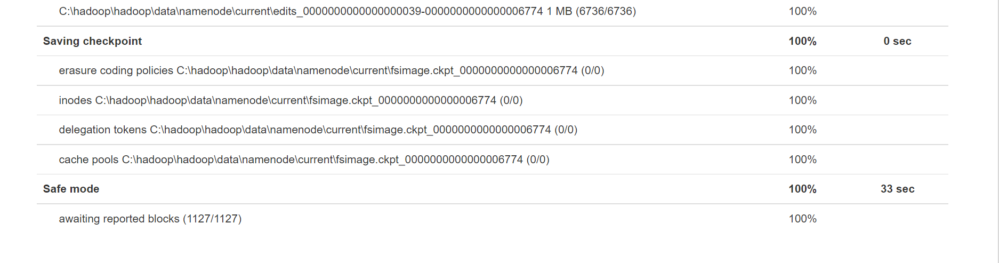 C:\hadoop\hadoop\data\namenode\current\edits_0000000000000000039-0000000000000006774 1 MB (6736/6736) 100%
Saving checkpoint 100% 0 sec
erasure coding policies C:\hadoop\hadoop\data\namenode\current\fsimage.ckpt_0000000000000006774 (0/0) 100%
inodes C:\hadoop\hadoop\data\namenode\current\fsimage.ckpt_0000000000000006774 (0/0) 100%
delegation tokens C:\hadoop\hadoop\data\namenode\current\fsimage.ckpt_0000000000000006774 (0/0) 100%
cache pools C:\hadoop\hadoop\data\namenode\current\fsimage.ckpt_0000000000000006774 (0/0) 100%
Safe mode 100% 33 sec
awaiting reported blocks (1127/1127) 100%